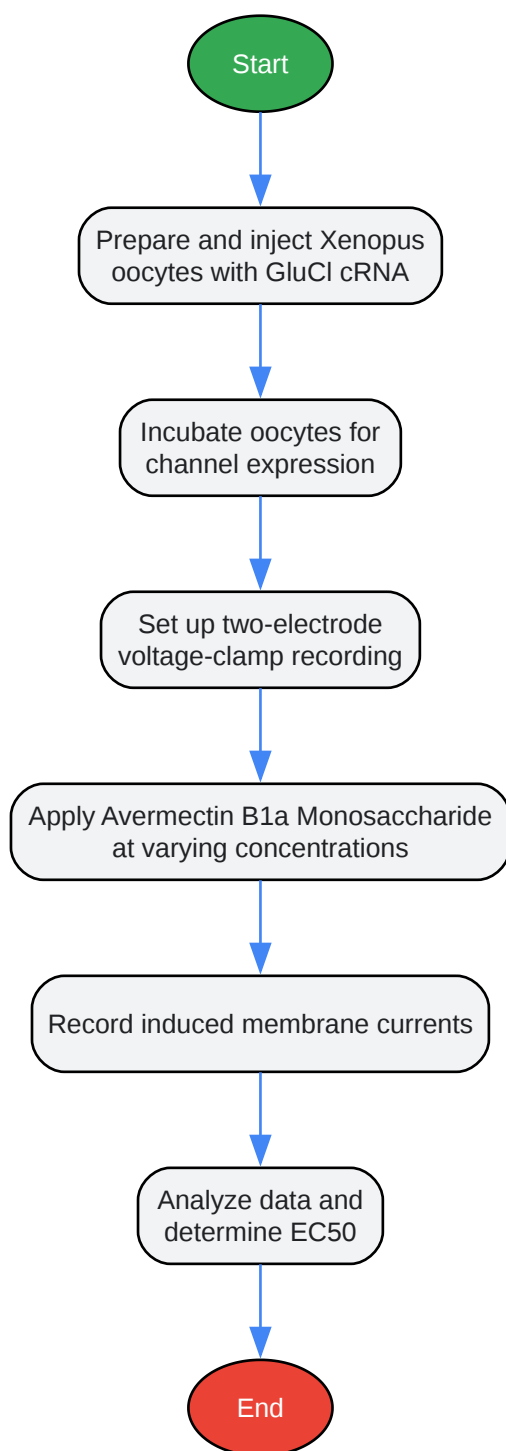 Start
Prepare and inject Xenopus
oocytes with GluCl cRNA
Incubate oocytes for
channel expression
Set up two-electrode
voltage-clamp recording
Apply Avermectin B1a Monosaccharide
at varying concentrations
Record induced membrane currents
Analyze data and
determine EC50
End